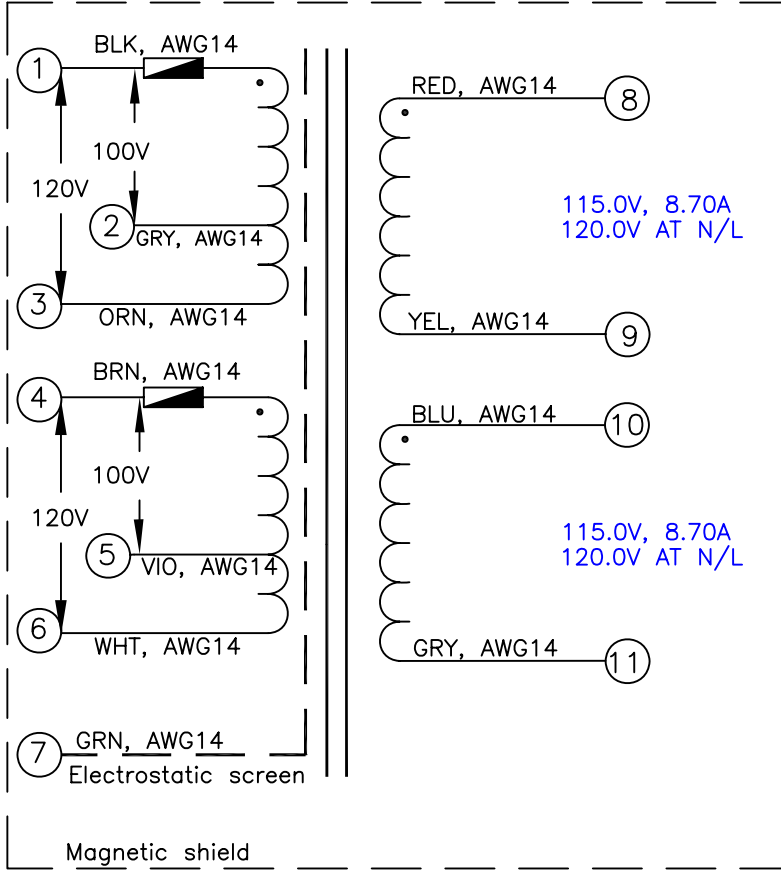 BLK, AWG14
1
100V
120V
2
GRY, AWG14
3
ORN, AWG14
BRN, AWG14
4
100V
120V
5
VIO, AWG14
6
WHT, AWG14
7
GRN, AWG14
Electrostatic screen
Magnetic shield
RED, AWG14
8
115.0V, 8.70A
120.0V AT N/L
YEL, AWG14
9
BLU, AWG14
10
115.0V, 8.70A
120.0V AT N/L
GRY, AWG14
11